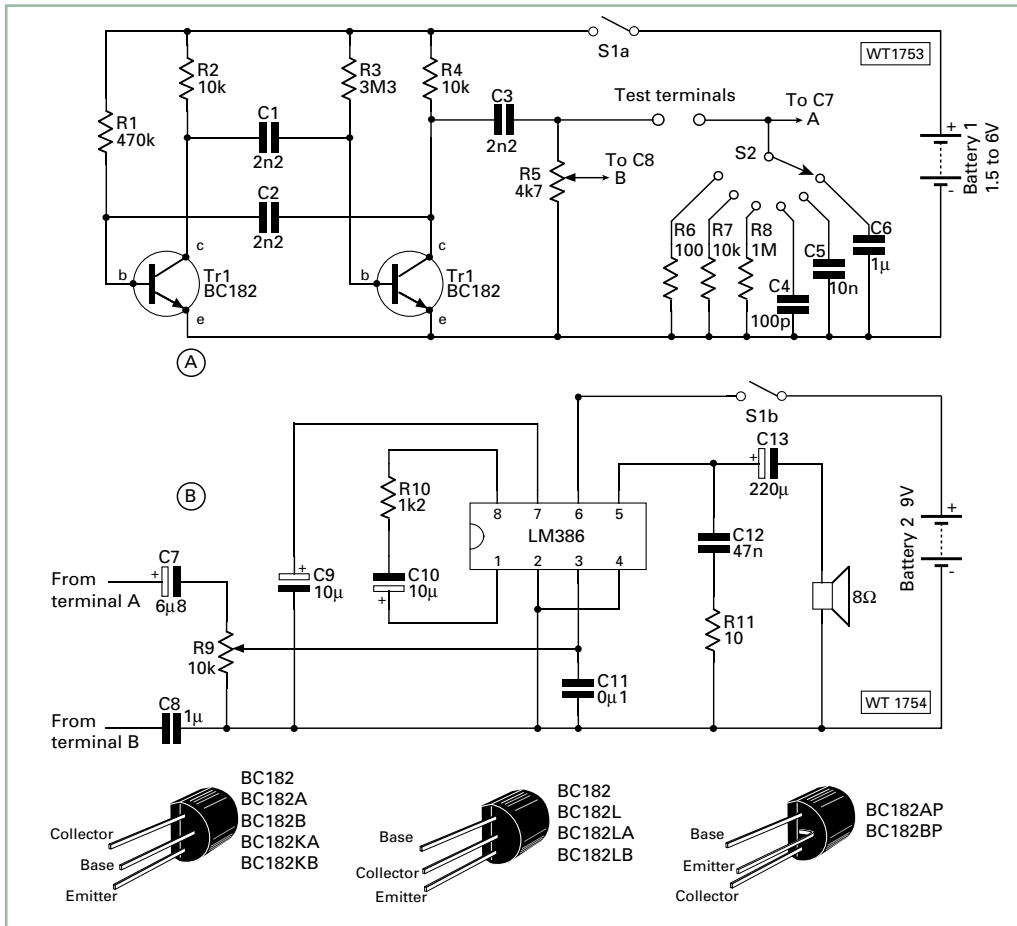 S1a
WT1753
R2
10k
R3
3M3
R4
10k
R1
470k
C1
2n2
C3
2n2
Test terminals
To C7
A
+
-
Battery 1
1.5 to 6V
S2
R5
4k7
To C8
B
C2
2n2
R6
100
R7
10k
R8
1M
C5
10n
C6
1µ
C4
100p
c
b
Tr1
BC182
e
c
b
Tr1
BC182
e
A
S1b
B
R10
1k2
8 7 6 5
LM386
1 2 3 4
C13
+
220µ
C12
47n
+
-
Battery 2 9V
From
terminal A
C7
+
6µ8
+
C9
10µ
C10
10µ
+
R11
10
8Ω
R9
10k
C11
0µ1
WT 1754
From
terminal B
C8
1µ
Collector
Base
Emitter
BC182
BC182A
BC182B
BC182KA
BC182KB
Base
Collector
Emitter
BC182
BC182L
BC182LA
BC182LB
Base
Emitter
Collector
BC182AP
BC182BP